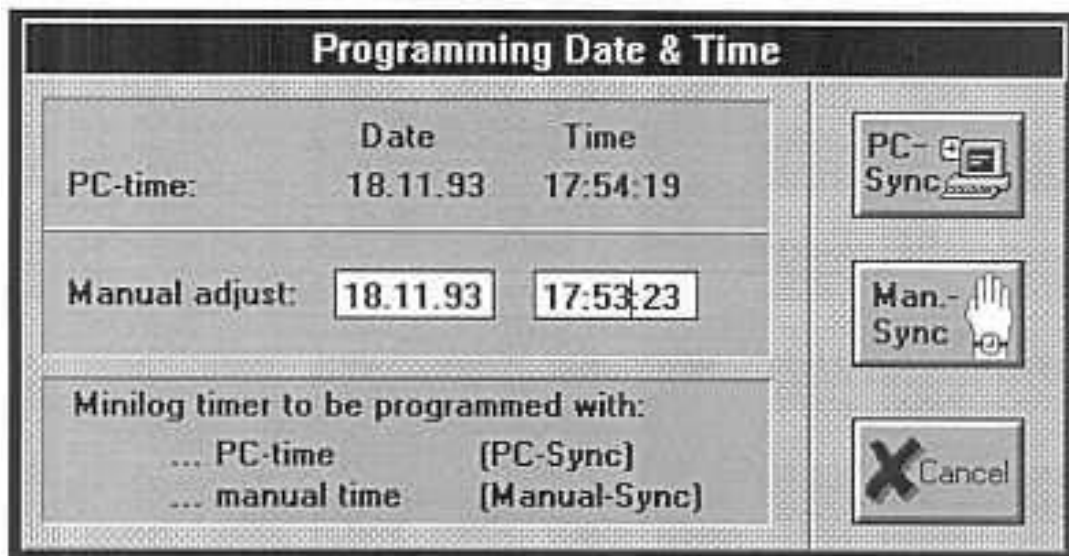 Programming Date & Time
Date Time
PC-time: 18.11.93 17:54:19
Manual adjust: 18.11.93 17:53:23
Minilog timer to be programmed with:
... PC-time (PC-Sync)
... manual time (Manual-Sync)
PC-
Sync
Man.-
Sync
Cancel